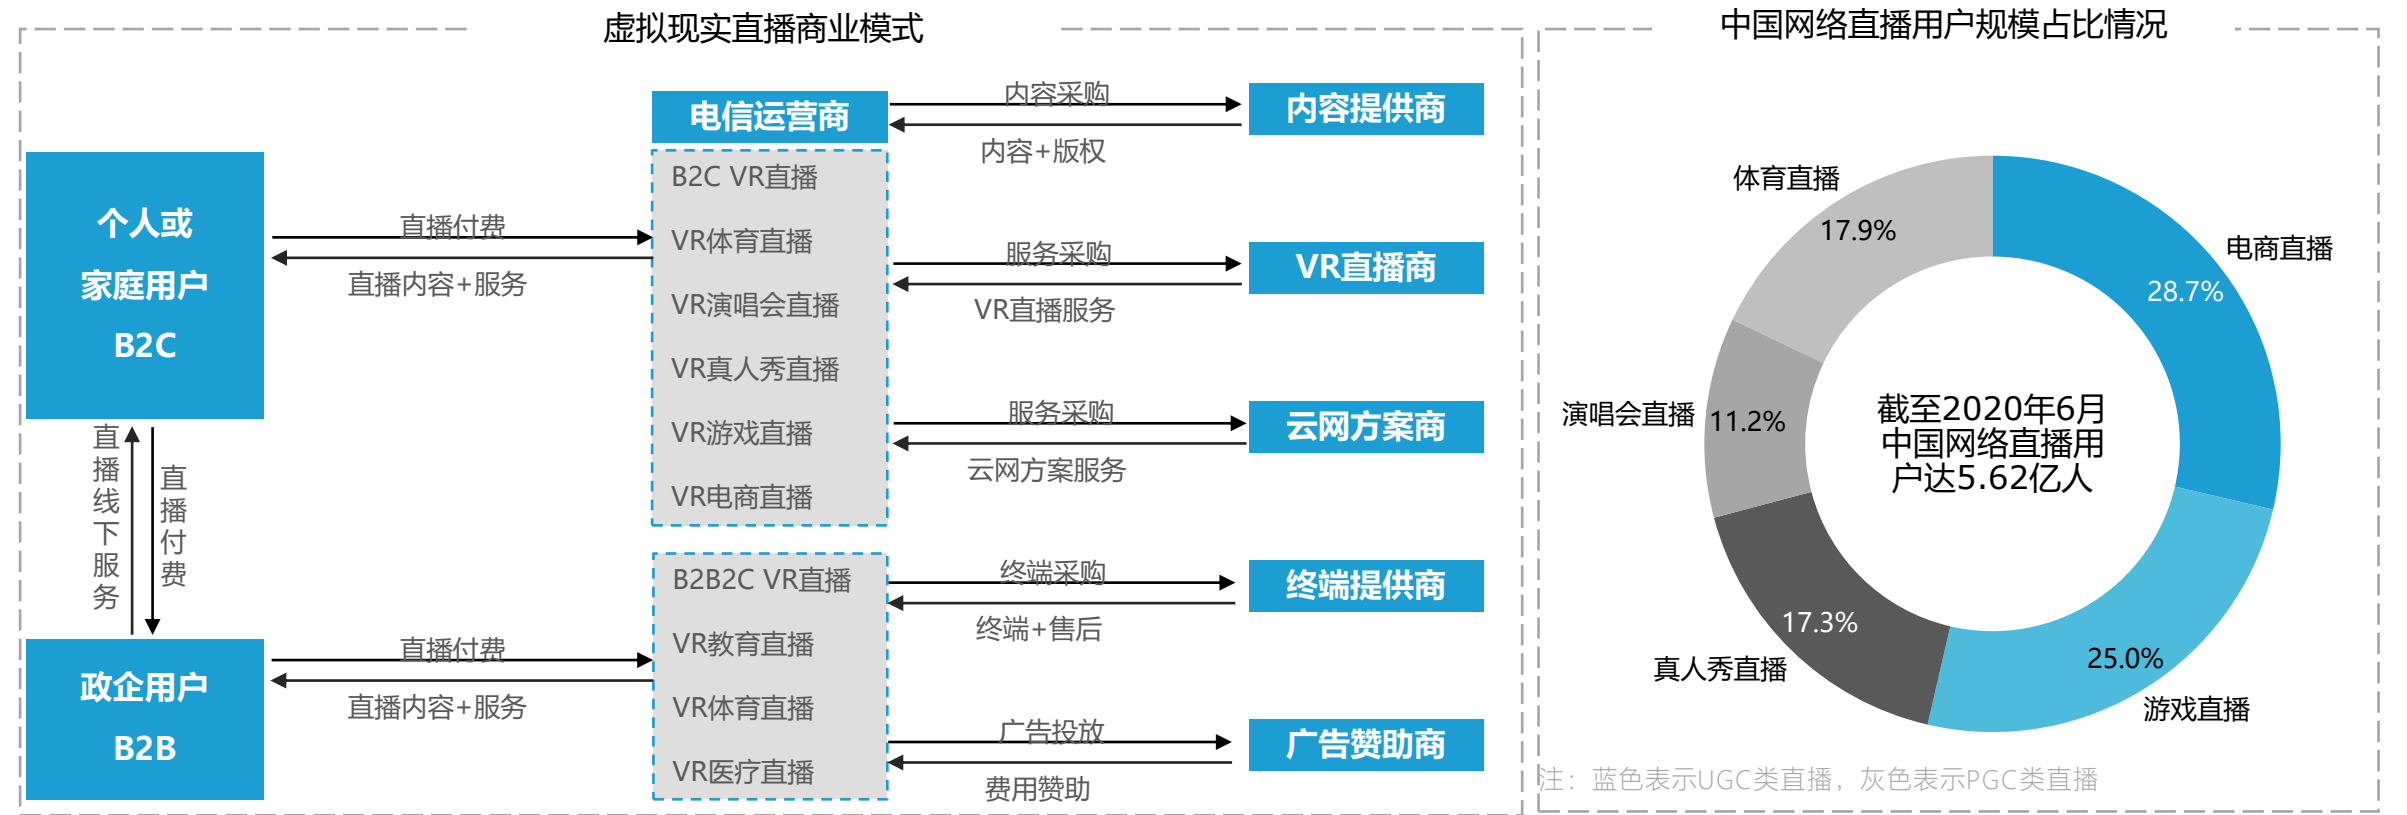 虚拟现实直播商业模式
个人或
家庭用户
B2C
直播付费
直播内容+服务
直播线下服务
直播付费
政企用户
B2B
直播付费
直播内容+服务
电信运营商
B2C VR直播
VR体育直播
VR演唱会直播
VR真人秀直播
VR游戏直播
VR电商直播
B2B2C VR直播
VR教育直播
VR体育直播
VR医疗直播
内容采购
内容+版权
内容提供商
服务采购
VR直播服务
VR直播商
服务采购
云网方案服务
云网方案商
终端采购
终端+售后
终端提供商
广告投放
费用赞助
广告赞助商
中国网络直播用户规模占比情况
体育直播
17.9%
电商直播
28.7%
演唱会直播
11.2%
截至2020年6月
中国网络直播用
户达5.62亿人
真人秀直播
17.3%
25.0%
游戏直播
注：蓝色表示UGC类直播，灰色表示PGC类直播